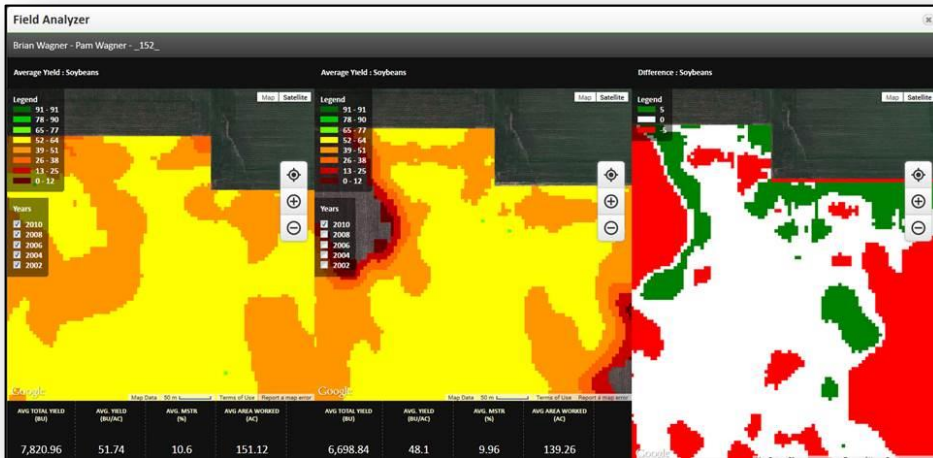 Field Analyzer
Brian Wagner - Pam Wagner - _152_
Average Yield : Soybeans
Legend
91 - 91
78 - 90
65 - 77
52 - 64
39 - 51
26 - 38
13 - 25
0 - 12
Years
2010
2008
2006
2004
2002
Map Satellite
Google
Map Data 50 m Terms of Use Report a map error
AVG TOTAL YIELD (BU)
AVG. YIELD (BU/AC)
AVG. MSTR (%)
AVG AREA WORKED (AC)
7,820.96 51.74 10.6 151.12
Average Yield : Soybeans
Legend
91 - 91
78 - 90
65 - 77
52 - 64
39 - 51
26 - 38
13 - 25
0 - 12
Years
2010
2008
2006
2004
2002
Map Satellite
Google
Map Data 50 m Terms of Use Report a map error
AVG TOTAL YIELD (BU)
AVG. YIELD (BU/AC)
AVG. MSTR (%)
AVG AREA WORKED (AC)
6,698.84 48.1 9.96 139.26
Difference : Soybeans
Legend
5
0
-5
Map Satellite
Google